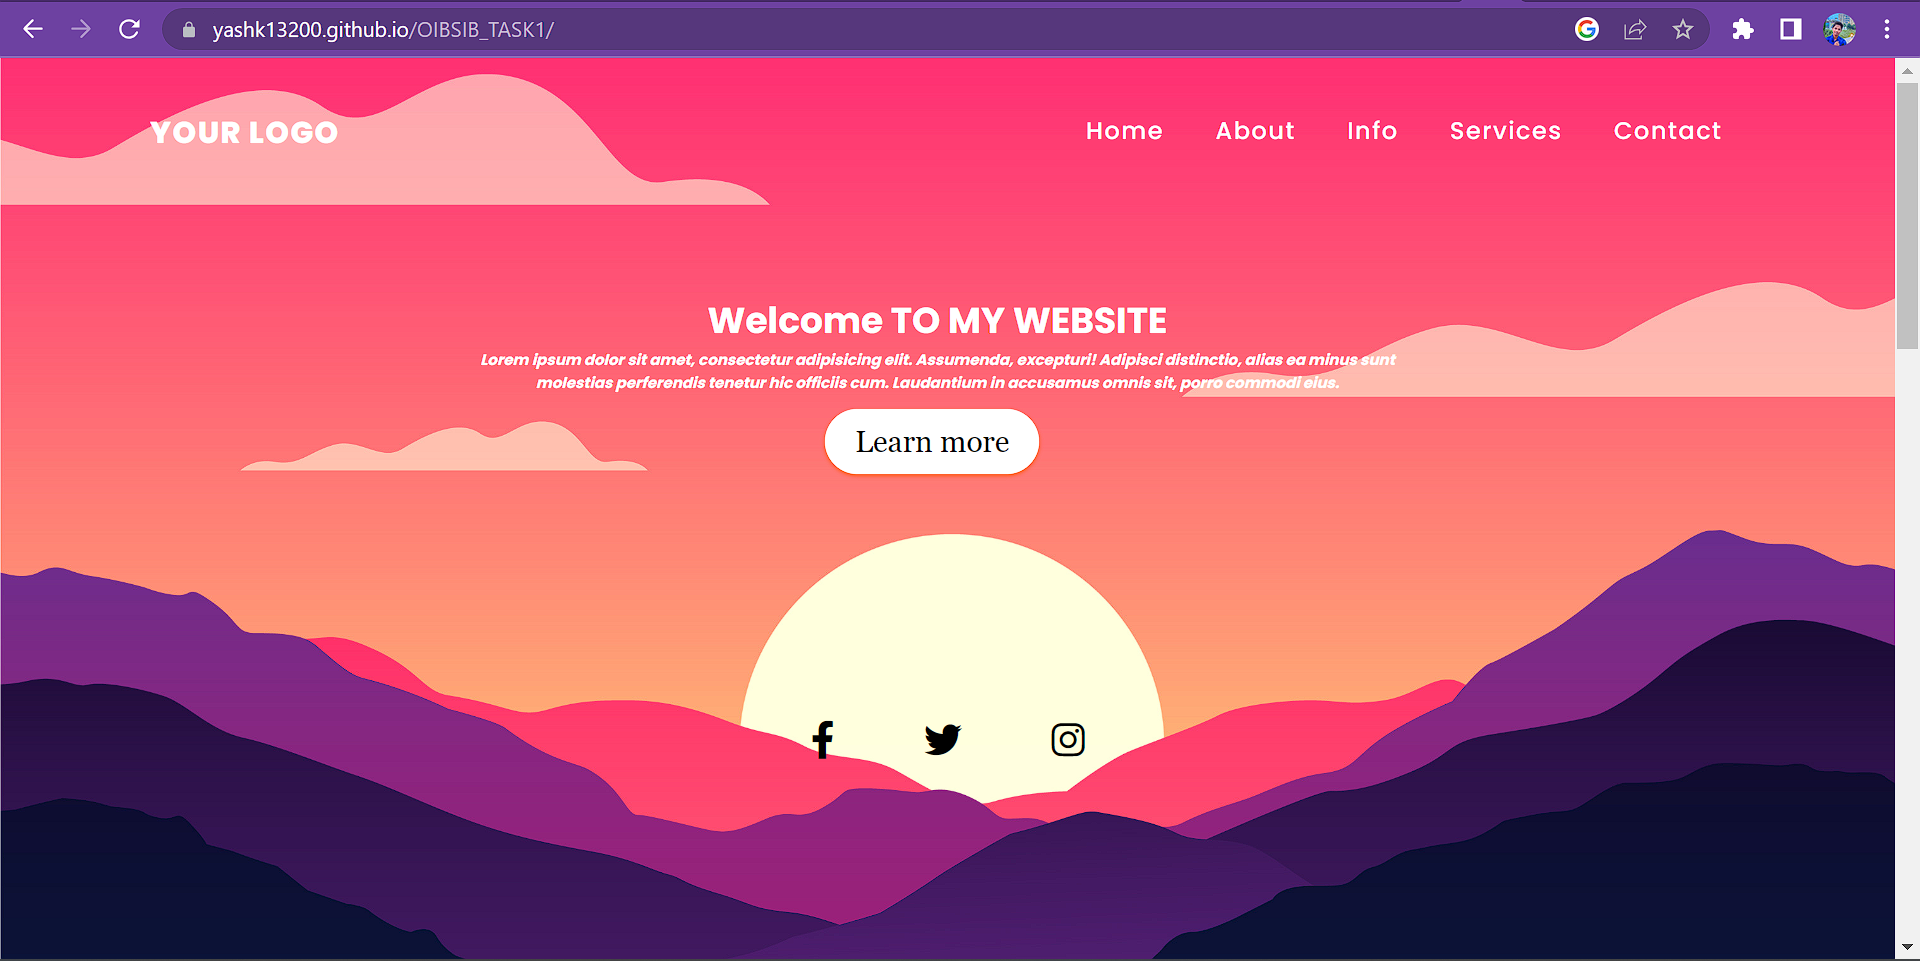 yashk13200.github.io/OIBSIB_TASK1/
YOUR LOGO
Home About Info Services Contact
Welcome TO MY WEBSITE
Lorem ipsum dolor sit amet, consectetur adipisicing elit. Assumenda, excepturi! Adipisci distinctio, alias ea minus sunt
molestias perferendis tenetur hic officiis cum. Laudantium in accusamus omnis sit, porro commodi eius.
Learn more